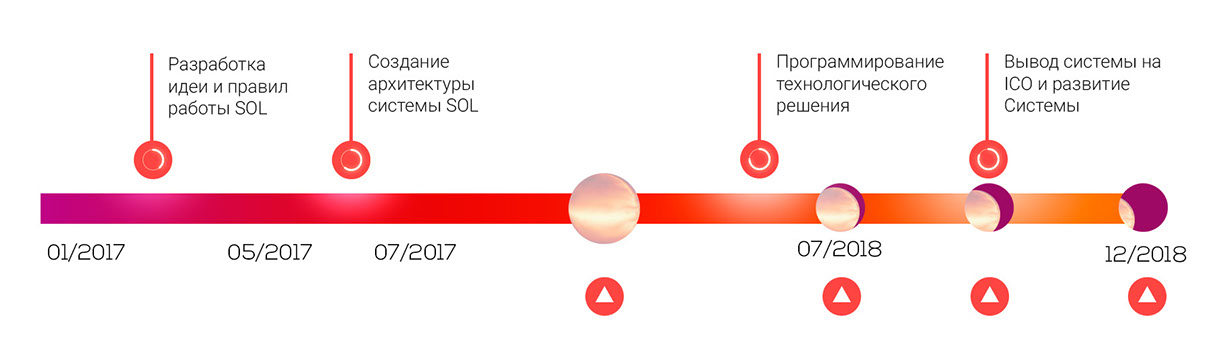 Разработка
идеи и правил
работы SOL
Создание
архитектуры
системы SOL
Программирование
технологического
решения
Вывод системы на
ICO и развитие
Системы
01/2017
05/2017
07/2017
07/2018
12/2018